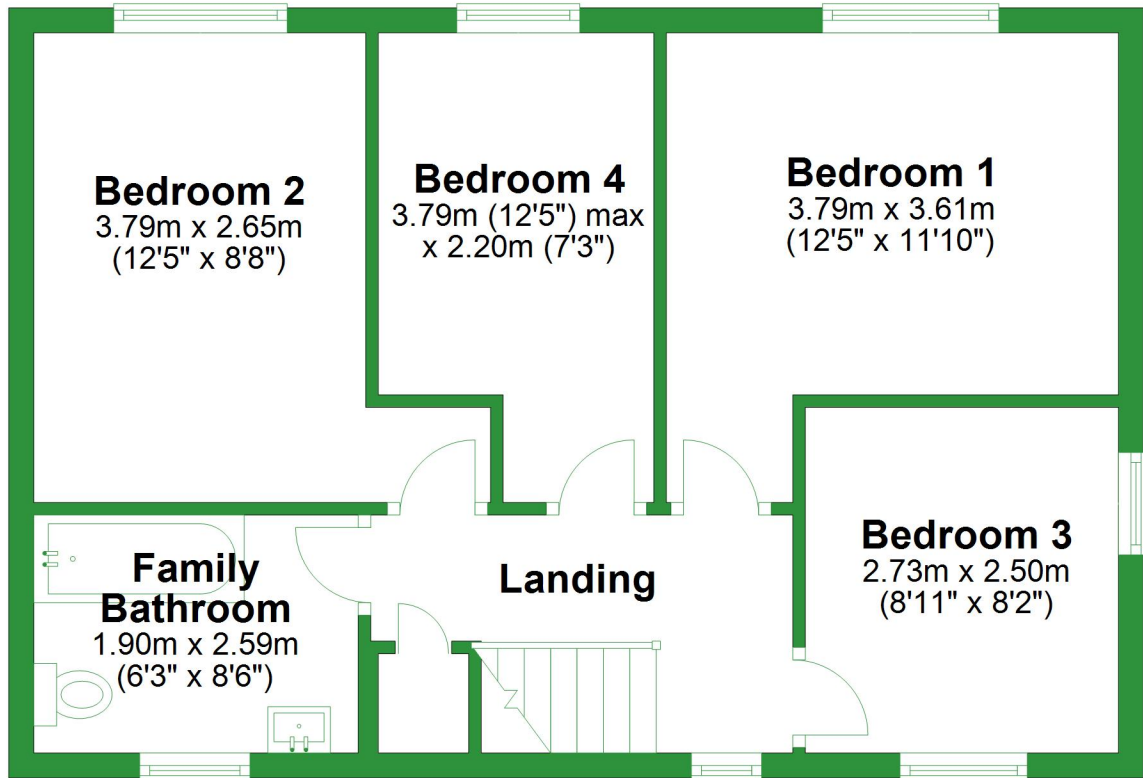 Bedroom 2
3.79m x 2.65m
(12'5" x 8'8")
Bedroom 4
3.79m (12'5") max
x 2.20m (7'3")
Bedroom 1
3.79m x 3.61m
(12'5" x 11'10")
Family
Bathroom
1.90m x 2.59m
(6'3" x 8'6")
Landing
Bedroom 3
2.73m x 2.50m
(8'11" x 8'2")